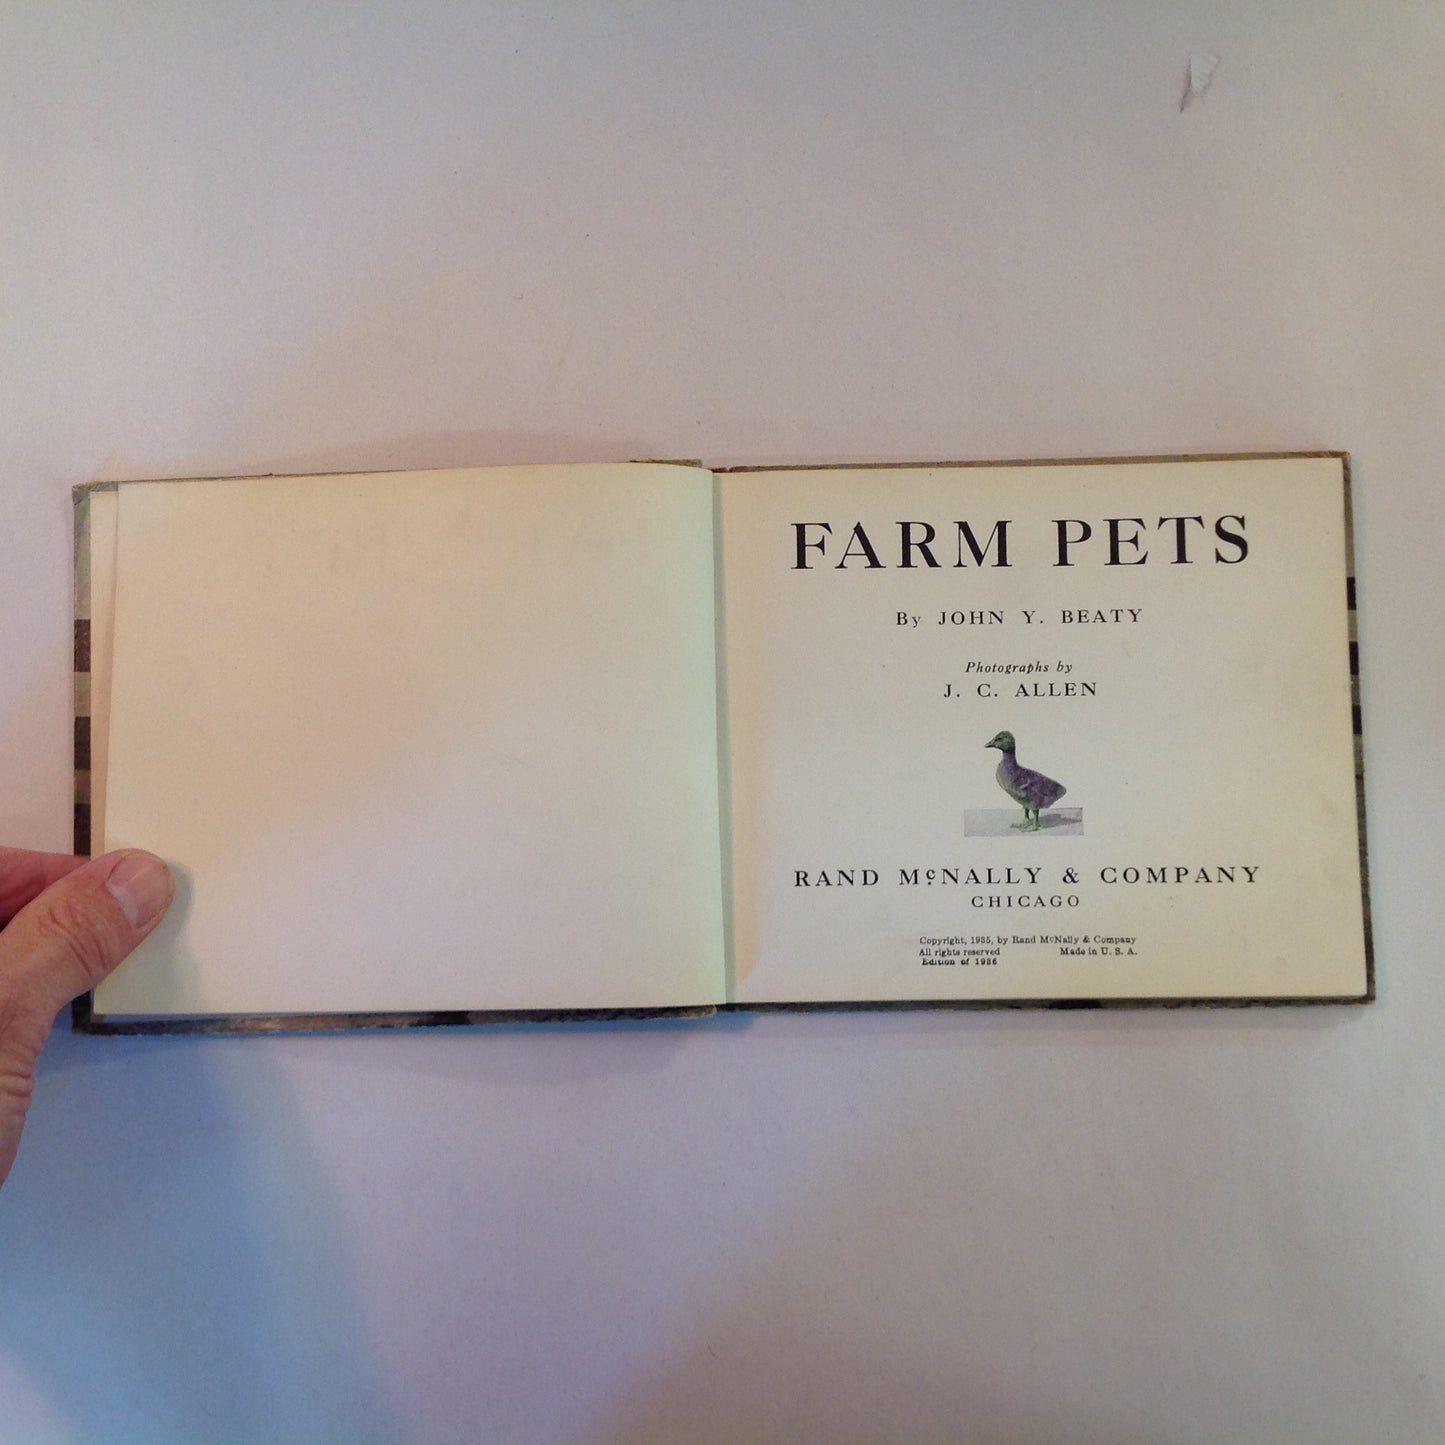 FARM PETS
By JOHN Y. BEATY
Photographs by
J. C. ALLEN
RAND McNALLY & COMPANY
CHICAGO
Copyright, 1935, by Rand McNally & Company
All rights reserved Made in U. S. A.
Edition of 1936